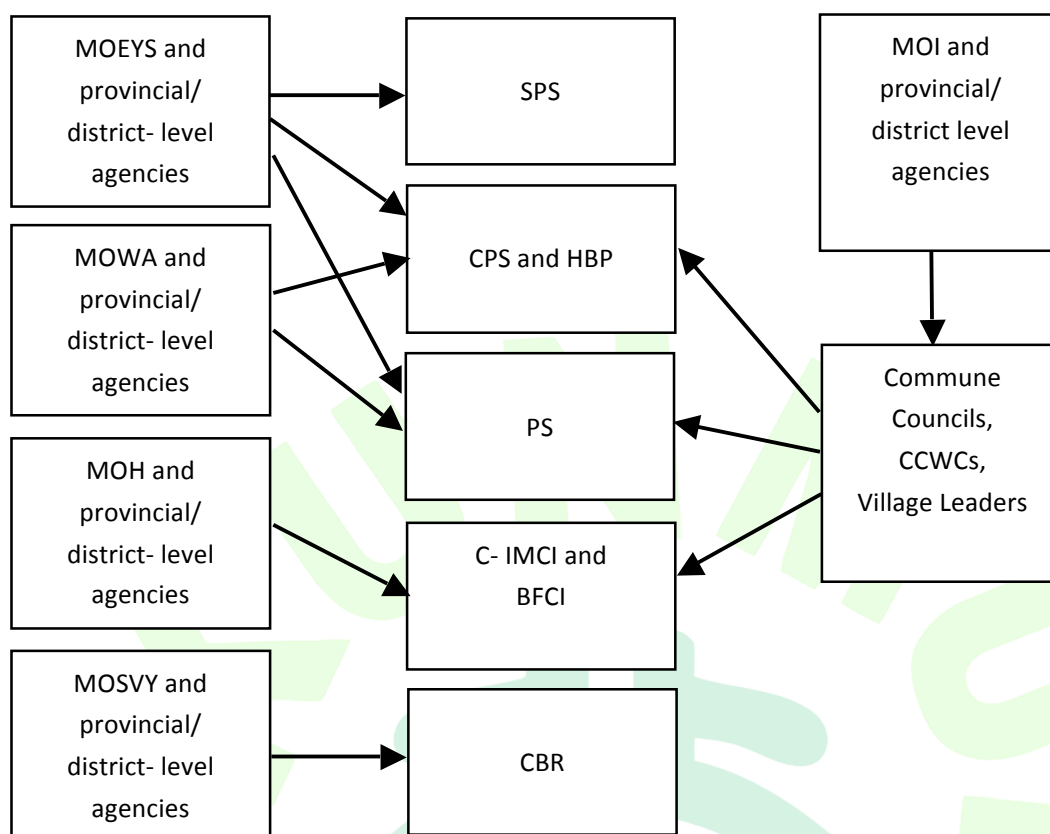 MOEYS and
provincial/
district- level
agencies
SPS
MOI and
provincial/
district level
agencies
MOWA and
provincial/
district- level
agencies
CPS and HBP
PS
Commune
Councils,
CCWCs,
Village Leaders
MOH and
provincial/
district- level
agencies
C- IMCI and
BFCI
MOSVY and
provincial/
district- level
agencies
CBR